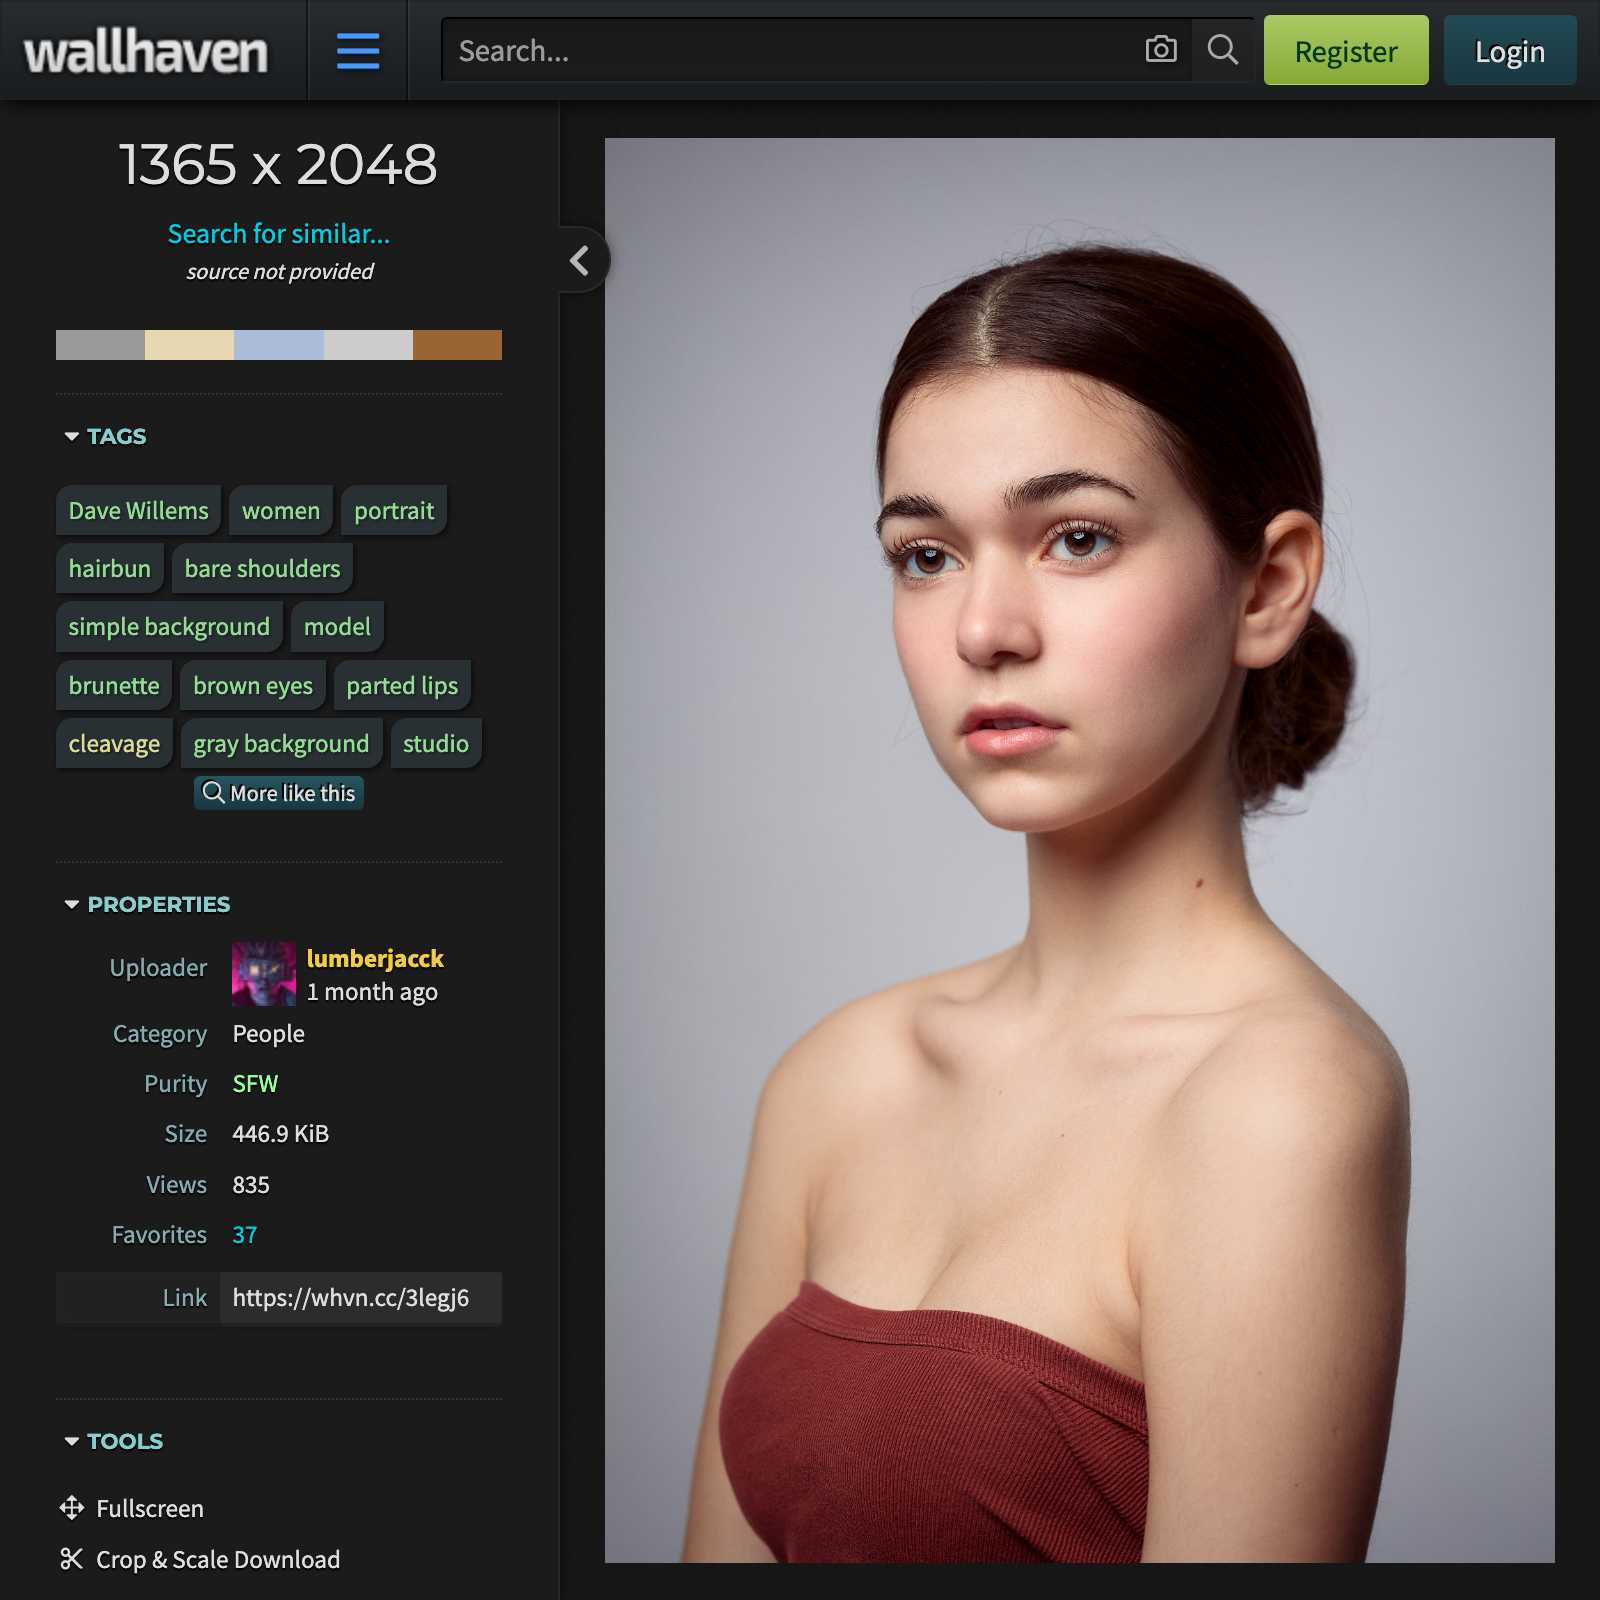 wallhaven
Search...
Register
Login
1365 x 2048
Search for similar...
source not provided
TAGS
Dave Willems women portrait
hairbun bare shoulders
simple background model
brunette brown eyes parted lips
cleavage gray background studio
More like this
PROPERTIES
Uploader lumberjacck
1 month ago
Category People
Purity SFW
Size 446.9 KiB
Views 835
Favorites 37
Link https://whvn.cc/3legj6
TOOLS
Fullscreen
Crop & Scale Download